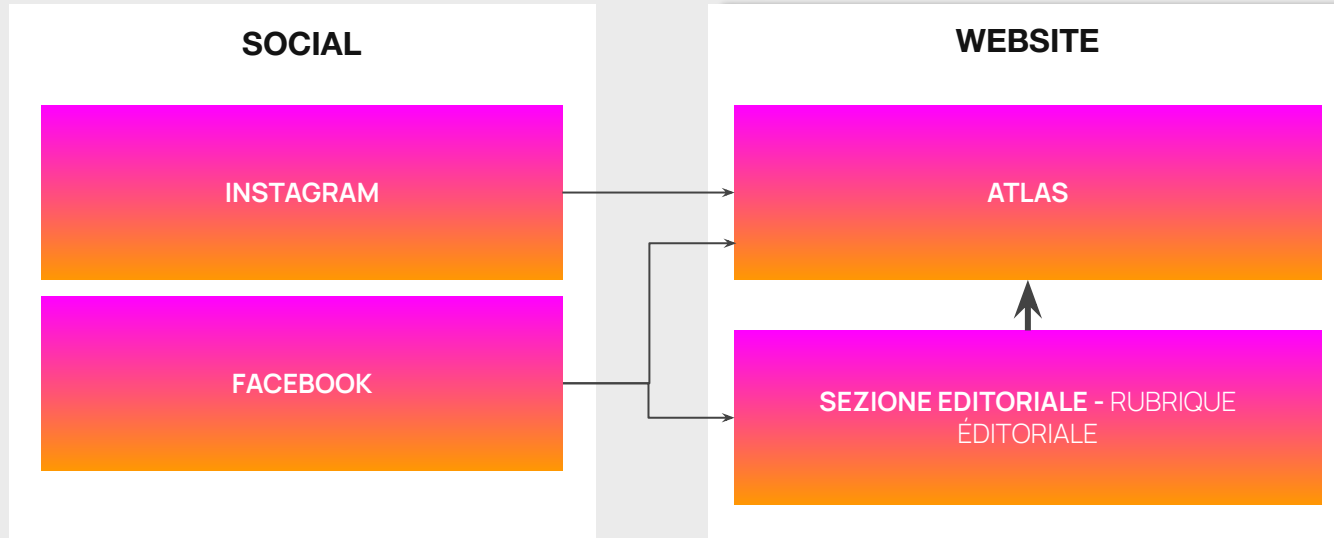 SOCIAL
INSTAGRAM
FACEBOOK
WEBSITE
ATLAS
SEZIONE EDITORIALE - RUBRIQUE
ÉDITORIALE